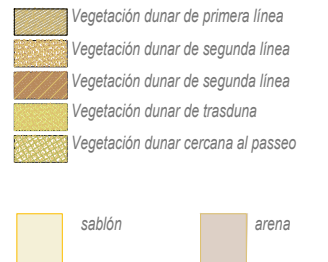 Vegetación dunar de primera línea
Vegetación dunar de segunda línea
Vegetación dunar de segunda línea
Vegetación dunar de trasduna
Vegetación dunar cercana al passeo
sablón arena